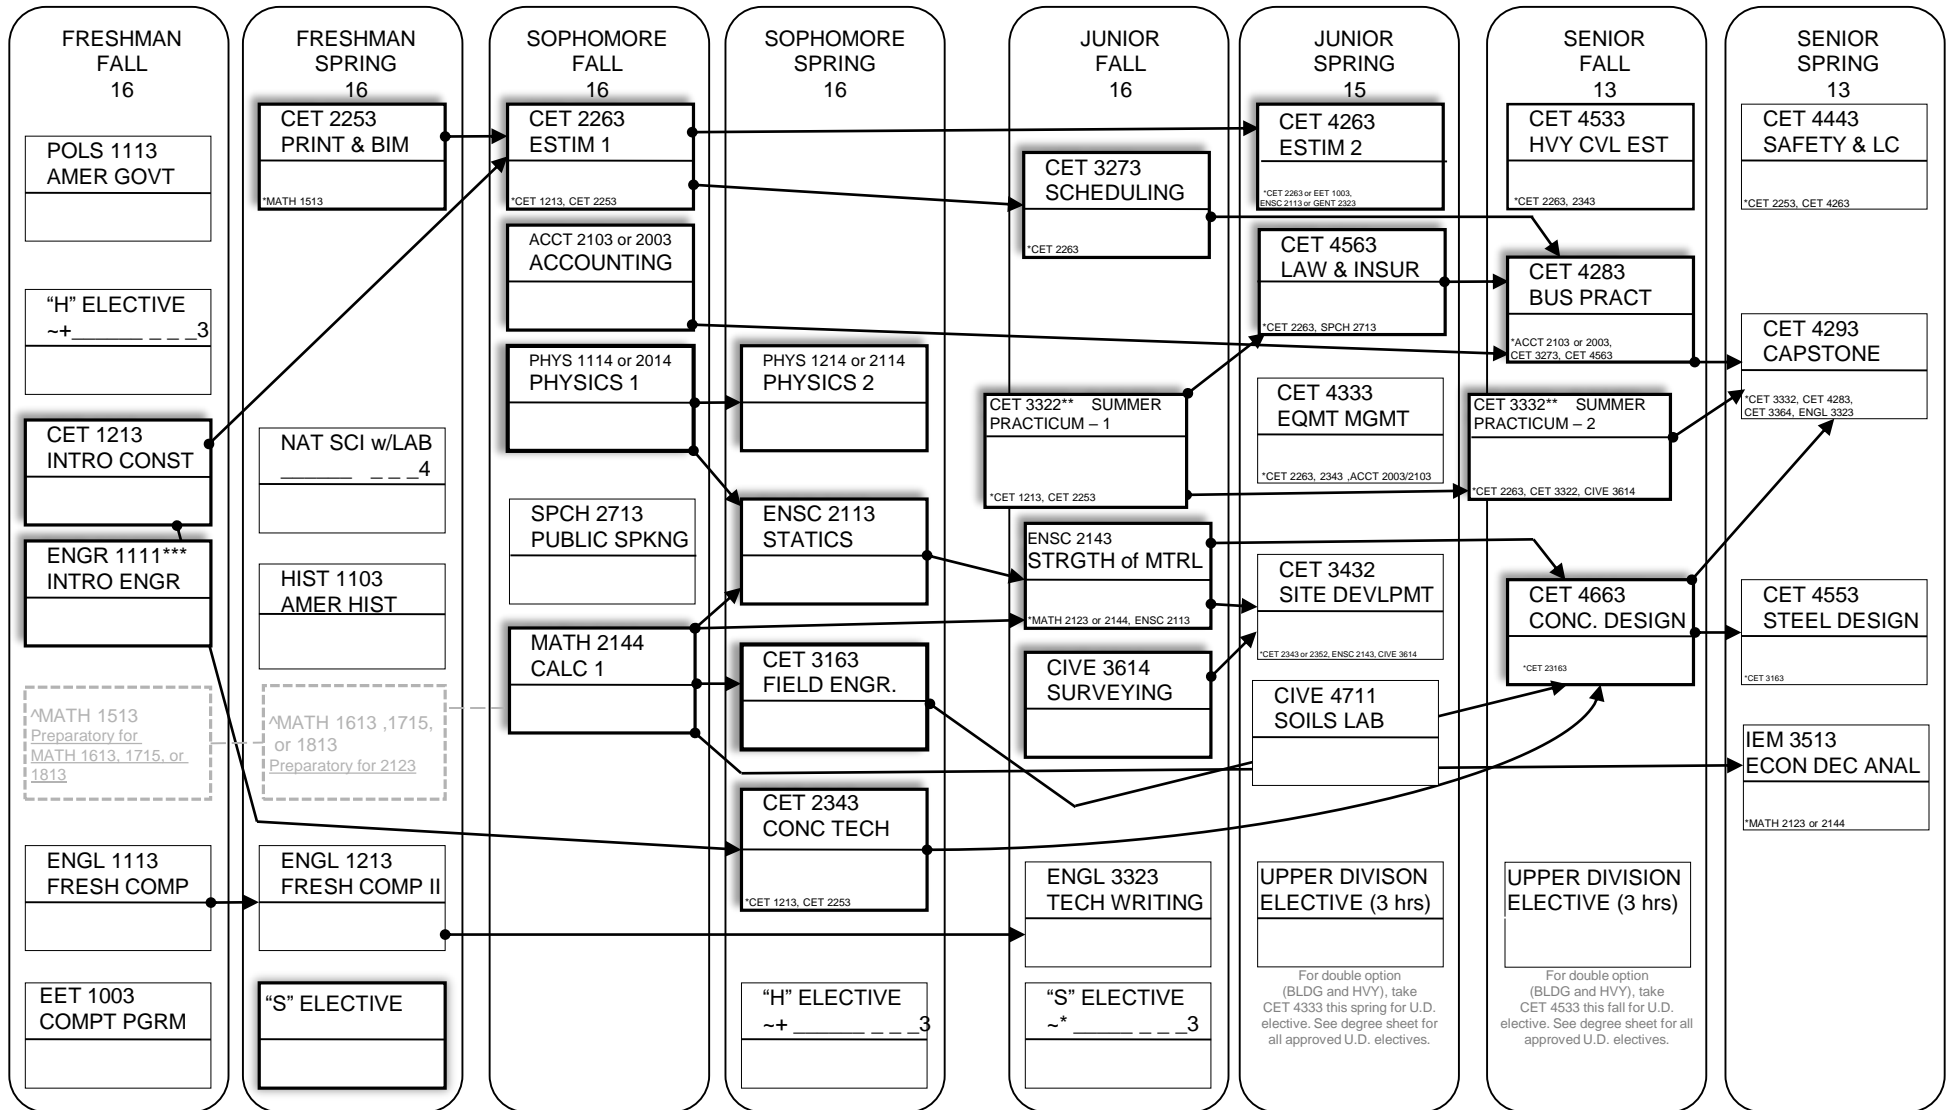 FRESHMAN
FALL
16
POLS 1113
AMER GOVT
“H” ELECTIVE
~+______ _ _ _3
CET 1213
INTRO CONST
ENGR 1111***
INTRO ENGR
^MATH 1513
Preparatory for
MATH 1613, 1715, or
1813
ENGL 1113
FRESH COMP
EET 1003
COMPT PGRM
FRESHMAN
SPRING
16
CET 2253
PRINT & BIM
*MATH 1513
NAT SCI w/LAB
______ _ _ _4
HIST 1103
AMER HIST
^MATH 1613 ,1715,
or 1813
Preparatory for 2123
ENGL 1213
FRESH COMP II
“S” ELECTIVE
SOPHOMORE
FALL
16
CET 2263
ESTIM 1
*CET 1213, CET 2253
ACCT 2103 or 2003
ACCOUNTING
PHYS 1114 or 2014
PHYSICS 1
SPCH 2713
PUBLIC SPKNG
MATH 2144
CALC 1
SOPHOMORE
SPRING
16
PHYS 1214 or 2114
PHYSICS 2
ENSC 2113
STATICS
CET 3163
FIELD ENGR.
CET 2343
CONC TECH
*CET 1213, CET 2253
“H” ELECTIVE
~+ ______ _ _ _3
JUNIOR
FALL
16
CET 3273
SCHEDULING
*CET 2263
CET 3322** SUMMER
PRACTICUM – 1
*CET 1213, CET 2253
ENSC 2143
STRGTH of MTRL
*MATH 2123 or 2144, ENSC 2113
CIVE 3614
SURVEYING
ENGL 3323
TECH WRITING
“S” ELECTIVE
~* _____ _ _ _3
JUNIOR
SPRING
15
CET 4263
ESTIM 2
*CET 2263 or EET 1003,
ENSC 2113 or GENT 2323
CET 4563
LAW & INSUR
*CET 2263, SPCH 2713
CET 4333
EQMT MGMT
*CET 2263, 2343 ,ACCT 2003/2103
CET 3432
SITE DEVLPMT
*CET 2343 or 2352, ENSC 2143, CIVE 3614
CIVE 4711
SOILS LAB
UPPER DIVISON
ELECTIVE (3 hrs)
For double option
(BLDG and HVY), take
CET 4333 this spring for U.D.
elective. See degree sheet for
all approved U.D. electives.
SENIOR
FALL
13
CET 4533
HVY CVL EST
*CET 2263, 2343
CET 4283
BUS PRACT
*ACCT 2103 or 2003,
CET 3273, CET 4563
CET 3332** SUMMER
PRACTICUM – 2
*CET 2263, CET 3322, CIVE 3614
CET 4663
CONC. DESIGN
*CET 23163
UPPER DIVISION
ELECTIVE (3 hrs)
For double option
(BLDG and HVY), take
CET 4533 this fall for U.D.
elective. See degree sheet for all
approved U.D. electives.
SENIOR
SPRING
13
CET 4443
SAFETY & LC
*CET 2253, CET 4263
CET 4293
CAPSTONE
*CET 3332, CET 4283,
CET 3364, ENGL 3323
CET 4553
STEEL DESIGN
*CET 3163
IEM 3513
ECON DEC ANAL
*MATH 2123 or 2144